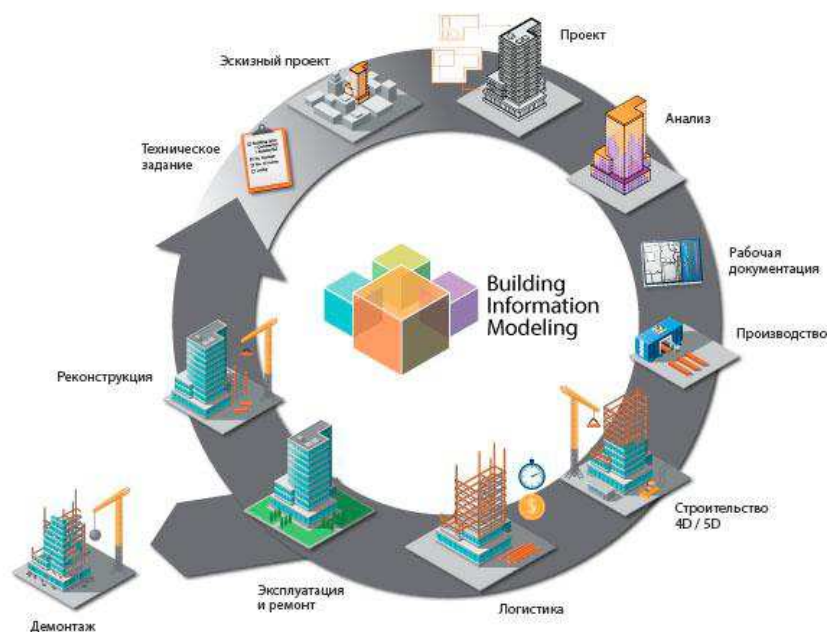 Проект
Эскизный проект
Анализ
Техническое
задание
Рабочая
документация
Building
Information
Modeling
Производство
Реконструкция
Строительство
4D / 5D
Эксплуатация
и ремонт
Логистика
Демонтаж